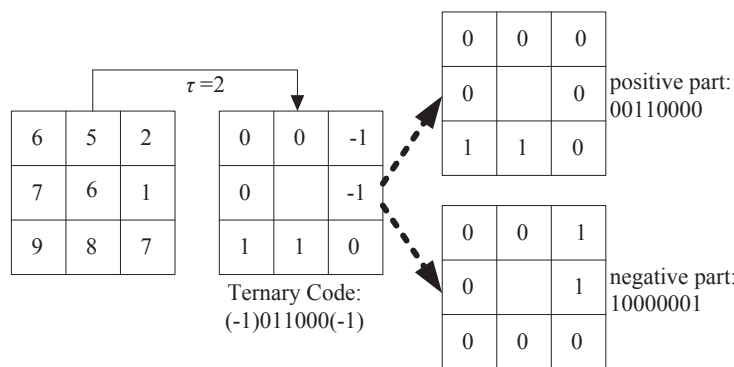 τ =2
6 5 2
7 6 1
9 8 7
0 0 -1
0 -1
1 1 0
Ternary Code:
(-1)011000(-1)
0 0 0
0 0
1 1 0
positive part:
00110000
0 0 1
0 1
0 0 0
negative part:
10000001